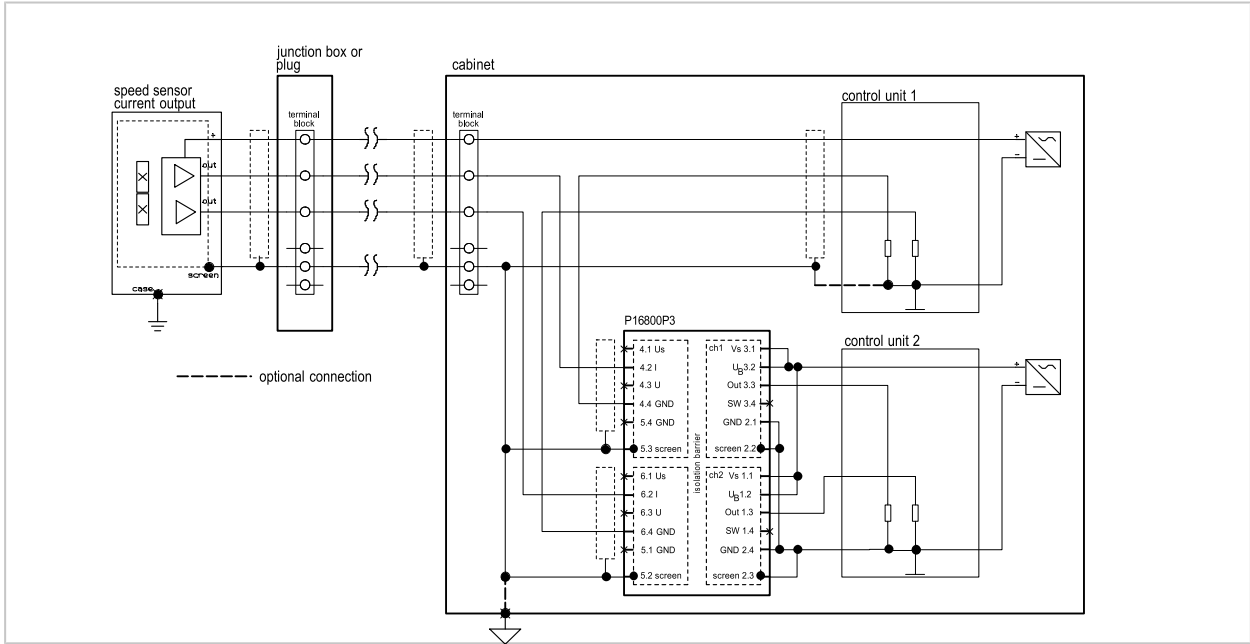 junction box or
plug
cabinet
speed sensor
current output
control unit 1
terminal
block
terminal
block
+
out
out
screen
case
+
−
P16800P3
control unit 2
optional connection
4.1 Us
4.2 I
4.3 U
4.4 GND
5.4 GND
5.3 screen
ch1 Vs 3.1
UB3.2
Out 3.3
SW 3.4
GND 2.1
screen 2.2
isolation barrier
6.1 Us
6.2 I
6.3 U
6.4 GND
5.1 GND
5.2 screen
ch2 Vs 1.1
UB1.2
Out 1.3
SW 1.4
GND 2.4
screen 2.3
+
−